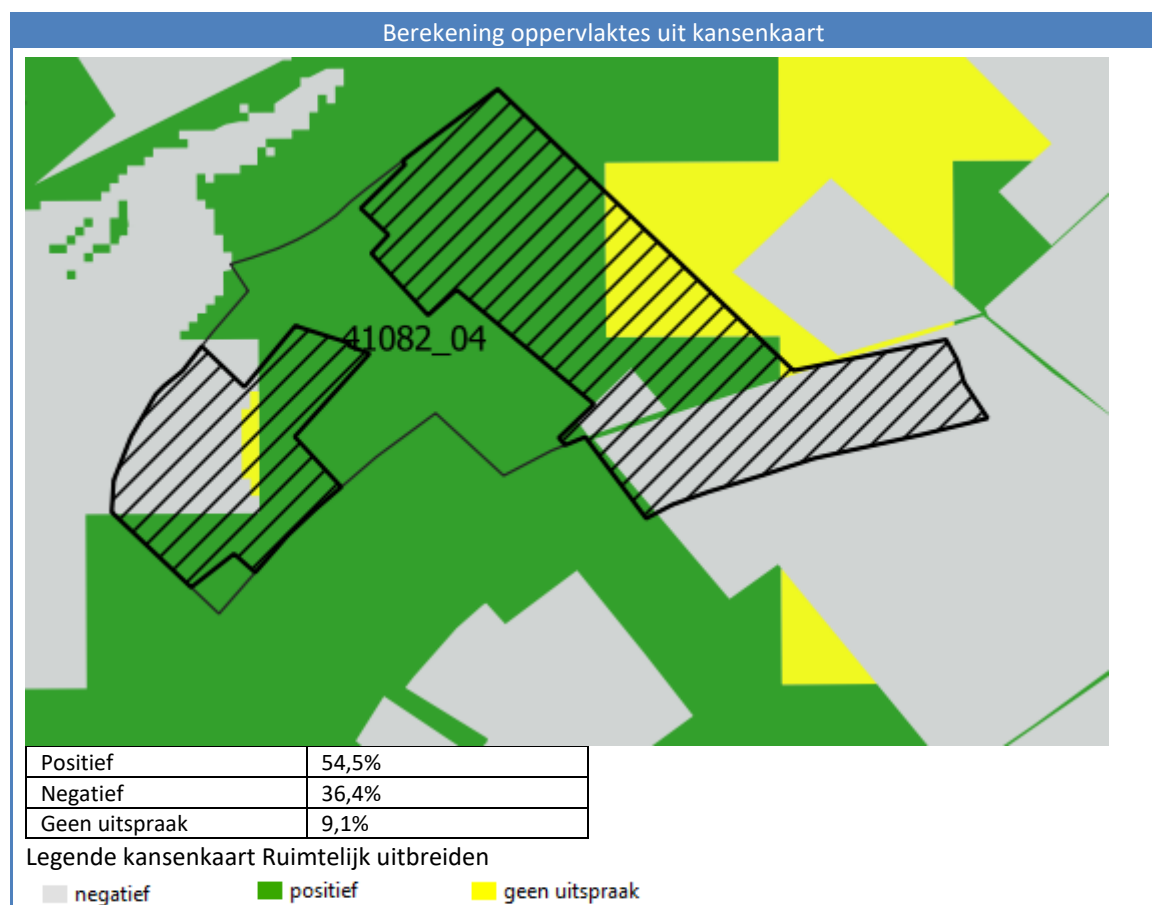 Berekening oppervlaktes uit kansenkaart
41082_04
Positief 54,5%
Negatief 36,4%
Geen uitspraak 9,1%
Legende kansenkaart Ruimtelijk uitbreiden
negatief positief geen uitspraak